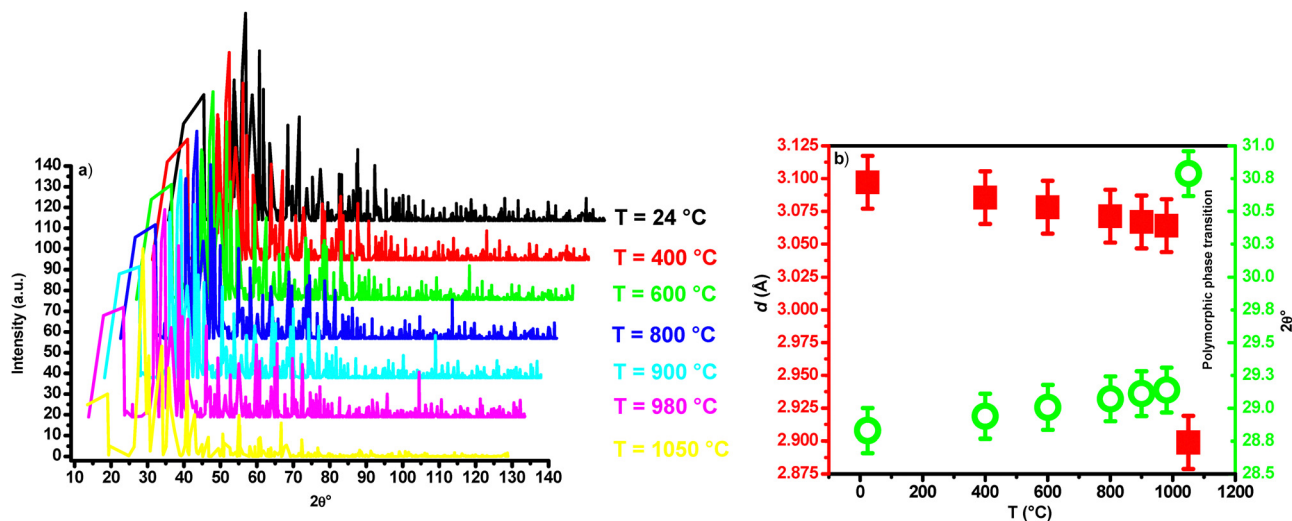 a)
Intensity (a.u.)
140
130
120
110
100
90
80
70
60
50
40
30
20
10
0
10 20 30 40 50 60 70 80 90 100 110 120 130 140
2θ°
T = 24 °C
T = 400 °C
T = 600 °C
T = 800 °C
T = 900 °C
T = 980 °C
T = 1050 °C
b)
d (Å)
3.125
3.100
3.075
3.050
3.025
3.000
2.975
2.950
2.925
2.900
2.875
0 200 400 600 800 1000 1200
T (°C)
Polymorphic phase transition
31.0
30.8
30.5
30.3
30.0
29.8
29.5
29.3
29.0
28.8
28.5
2θ°